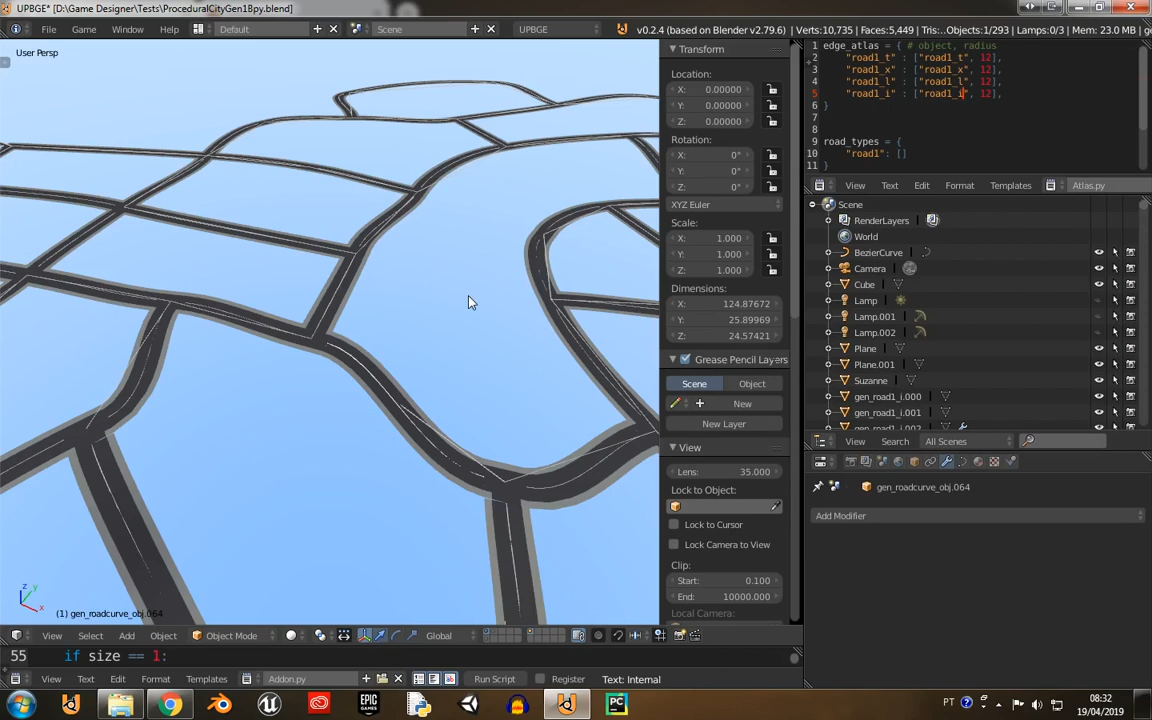 UPBGE* [D:\Game Designer\Tests\ProceduralCityGen1Bpy.blend]
File Game Window Help Default Scene UPBGE v0.2.4 (based on Blender v2.79.6) Verts:10,735 | Faces:5,449 | Tris:..Objects:1/293 | Lamps:0/3 | Mem: 23.0 MB | ge
User Persp
Transform
Location:
X: 0.00000
Y: 0.00000
Z: 0.00000
Rotation:
X: 0°
Y: 0°
Z: 0°
XYZ Euler
Scale:
X: 1.000
Y: 1.000
Z: 1.000
Dimensions:
X: 124.87672
Y: 25.89969
Z: 24.57421
Grease Pencil Layers
Scene Object
New
New Layer
View
Lens: 35.000
Lock to Object:
Lock to Cursor
Lock Camera to View
Clip:
Start: 0.100
End: 10000.000
Local Camera:
1 edge_atlas = { # object, radius
2 "road1_t" : ["road1_t", 12],
3 "road1_x" : ["road1_x", 12],
4 "road1_l" : ["road1_l", 12],
5 "road1_i" : ["road1_i", 12],
6 }
7
8
9 road_types = {
10 "road1": []
11 }
View Text Edit Format Templates Atlas.py
Scene
RenderLayers
World
BezierCurve
Camera
Cube
Lamp
Lamp.001
Lamp.002
Plane
Plane.001
Suzanne
gen_road1_i.000
gen_road1_i.001
gen_road1_i.002
View Search All Scenes
gen_roadcurve_obj.064
Add Modifier
z y x
(1) gen_roadcurve_obj.064
View Select Add Object Object Mode Global
55 if size == 1:
View Text Edit Format Templates Addon.py Run Script Register Text: Internal
EPIC GAMES PC PT 08:32
19/04/2019